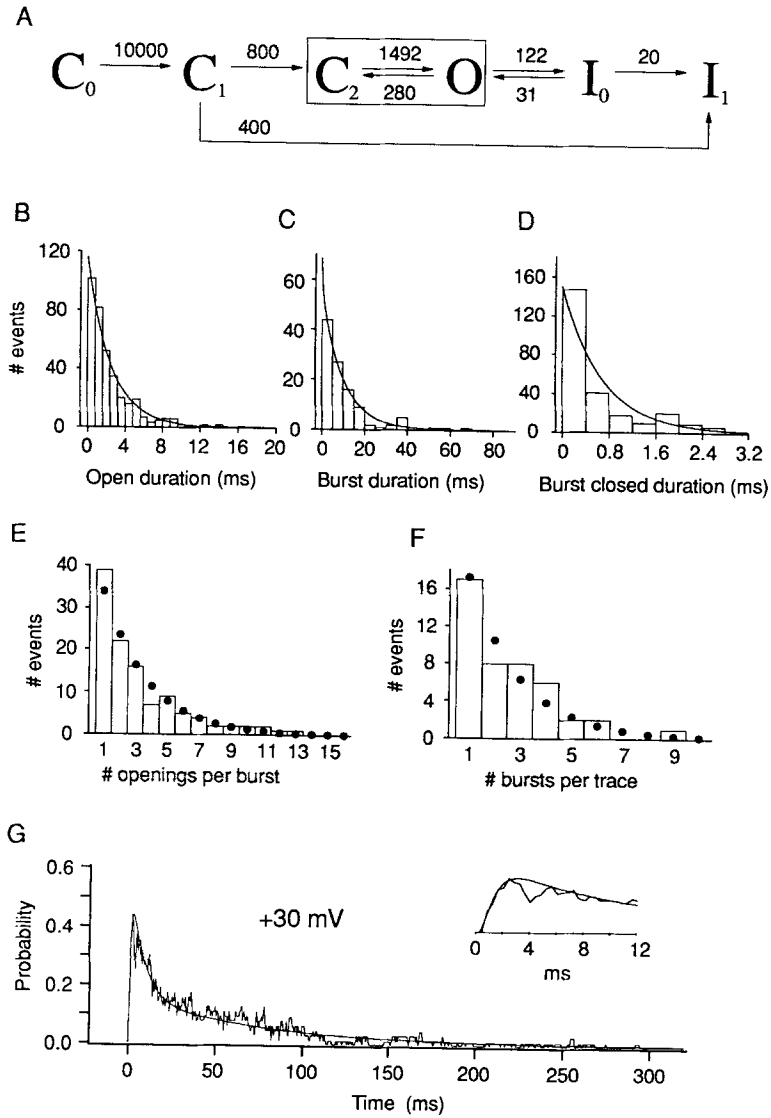 A
C0 10000 C1 800 C2 1492 280 O 122 31 I0 20 I1
400
B
120
80
40
0
# events
0 4 8 12 16 20
Open duration (ms)
C
60
40
20
0
0 20 40 60 80
Burst duration (ms)
D
160
120
80
40
0
0 0.8 1.6 2.4 3.2
Burst closed duration (ms)
E
40
30
20
10
0
# events
1 3 5 7 9 11 13 15
# openings per burst
F
16
12
8
4
0
# events
1 3 5 7 9
# bursts per trace
G
0.6
0.4
0.2
0.0
Probability
+30 mV
0 4 8 12
ms
0 50 100 150 200 250 300
Time (ms)